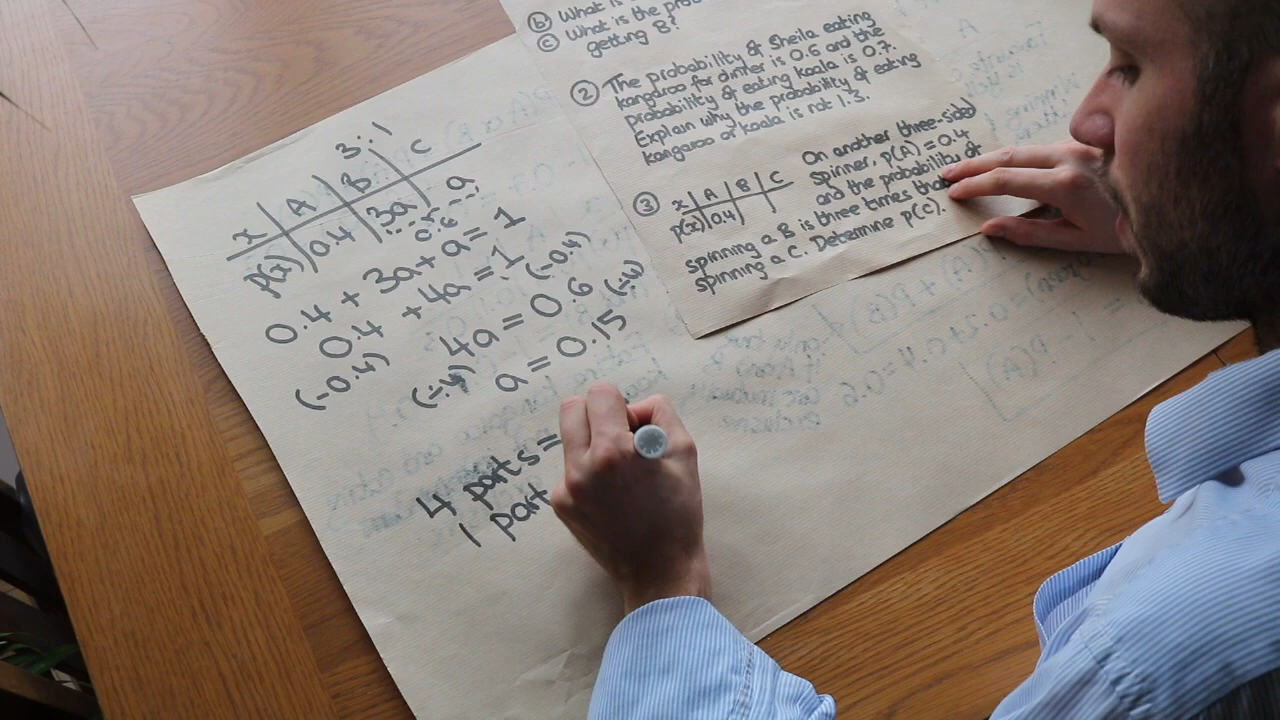 (b) What is
(c) What is the pro
getting B?
(2) The probability of Sheila eating
kangaroo for dinner is 0.6 and the
probability of eating koala is 0.7.
Explain why the probability of eating
kangaroo or koala is not 1.3.
(3) On another three-sided
x | A | B | C spinner, p(A) = 0.4
p(x) | 0.4 | and the probability of
spinning a B is three times that
spinning a C. Determine p(C).
3 : 1
x | A | B | C
p(x) | 0.4 | 3a | a
0.6
0.4 + 3a + a = 1
0.4 + 4a = 1
(-0.4) (-0.4)
4a = 0.6
(÷4) (÷4)
a = 0.15
4 parts =
1 part